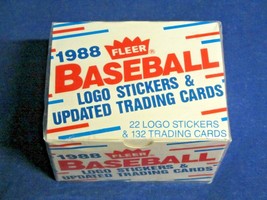 1988 FLEER
BASEBALL
LOGO STICKERS &
UPDATED TRADING CARDS
22 LOGO STICKERS
& 132 TRADING CARDS
1988 FLEER
BASEBALL
LOGO STICKERS &
UPDATED TRADING CARDS